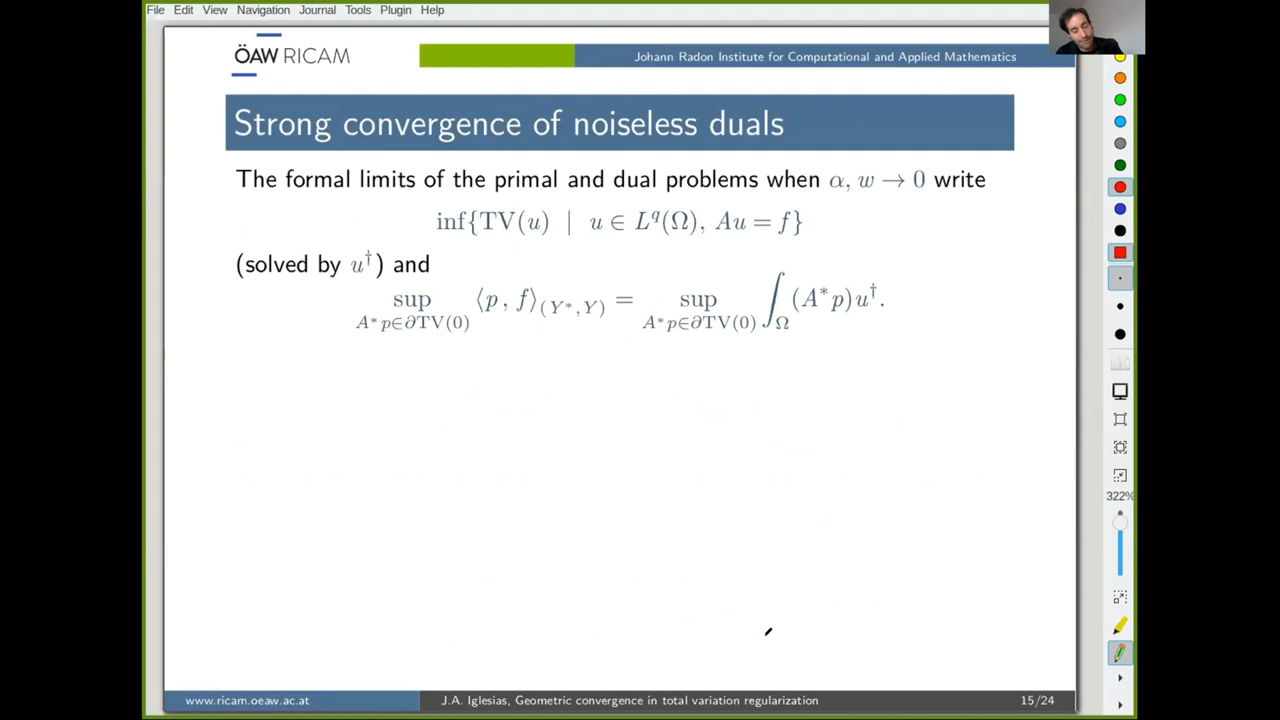 File Edit View Navigation Journal Tools Plugin Help
ÖAW RICAM
Johann Radon Institute for Computational and Applied Mathematics
Strong convergence of noiseless duals
The formal limits of the primal and dual problems when α, w → 0 write
inf{TV(u) | u ∈ L^q(Ω), Au = f}
(solved by u†) and
sup_{A*p∈∂TV(0)} ⟨p, f⟩_{(Y*,Y)} = sup_{A*p∈∂TV(0)} ∫_Ω (A*p)u†.
322%
www.ricam.oeaw.ac.at
J.A. Iglesias, Geometric convergence in total variation regularization
15/24